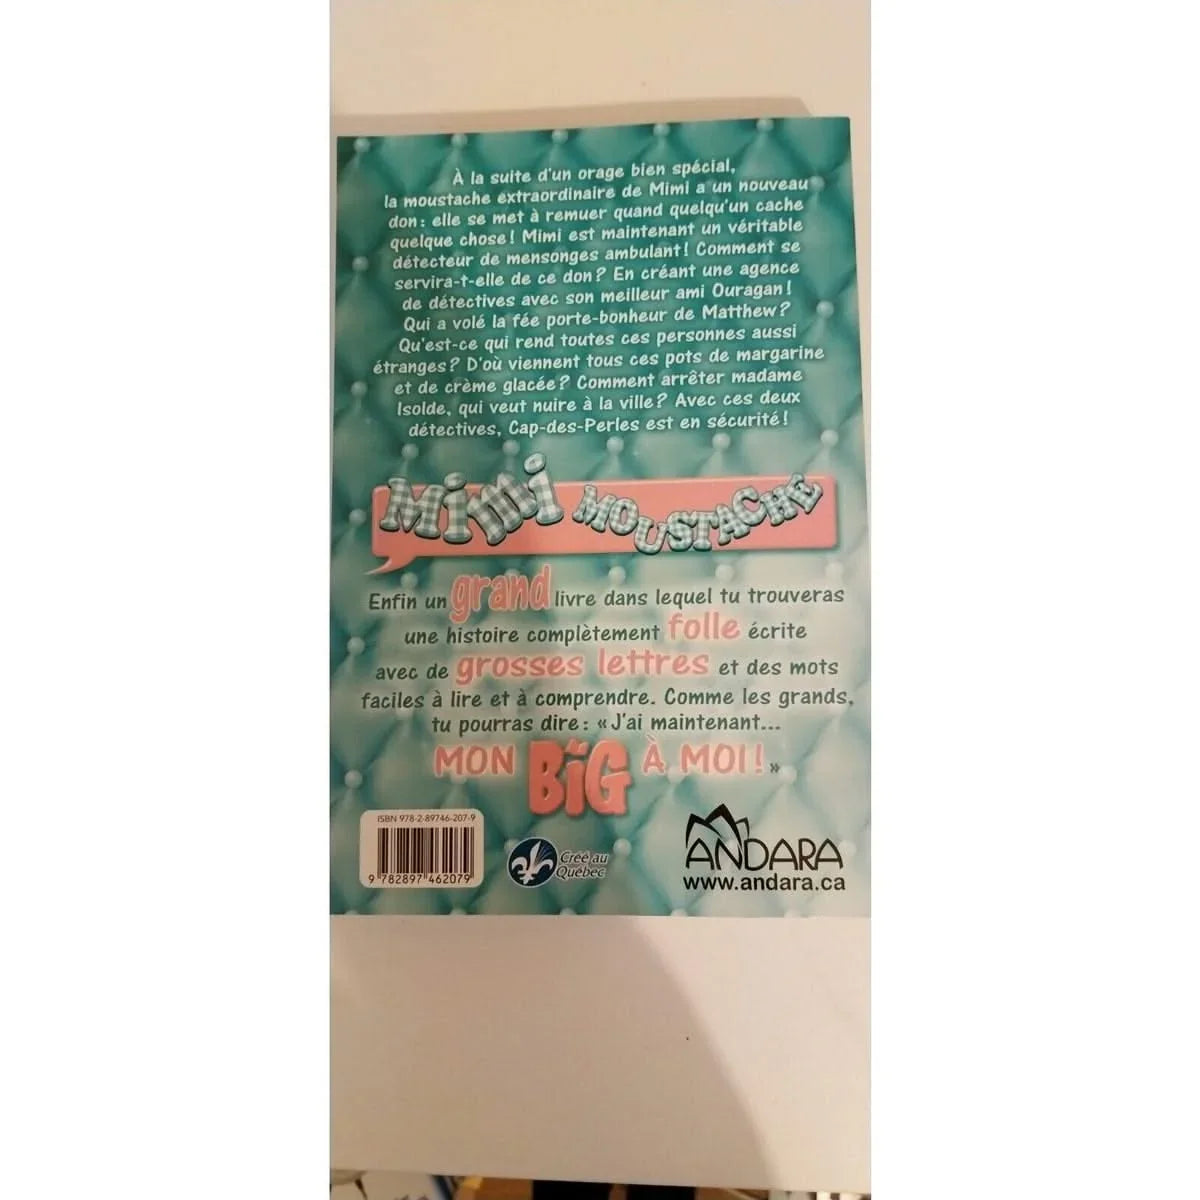 À la suite d'un orage bien spécial,
la moustache extraordinaire de Mimi a un nouveau
don : elle se met à remuer quand quelqu'un cache
quelque chose ! Mimi est maintenant un véritable
détecteur de mensonges ambulant ! Comment se
servira-t-elle de ce don ? En créant une agence
de détectives avec son meilleur ami Ouragan !
Qui a volé la fée porte-bonheur de Matthew ?
Qu'est-ce qui rend toutes ces personnes aussi
étranges ? D'où viennent tous ces pots de margarine
et de crème glacée ? Comment arrêter madame
Isolde, qui veut nuire à la ville ? Avec ces deux
détectives, Cap-des-Perles est en sécurité !
Mimi MOUSTACHE
Enfin un grand livre dans lequel tu trouveras
une histoire complètement folle écrite
avec de grosses lettres et des mots
faciles à lire et à comprendre. Comme les grands,
tu pourras dire : « J'ai maintenant...
MON BiG À MOI ! »
ISBN 978-2-89746-207-9
9 782897 462079
Créé au
Québec
ANDARA
www.andara.ca